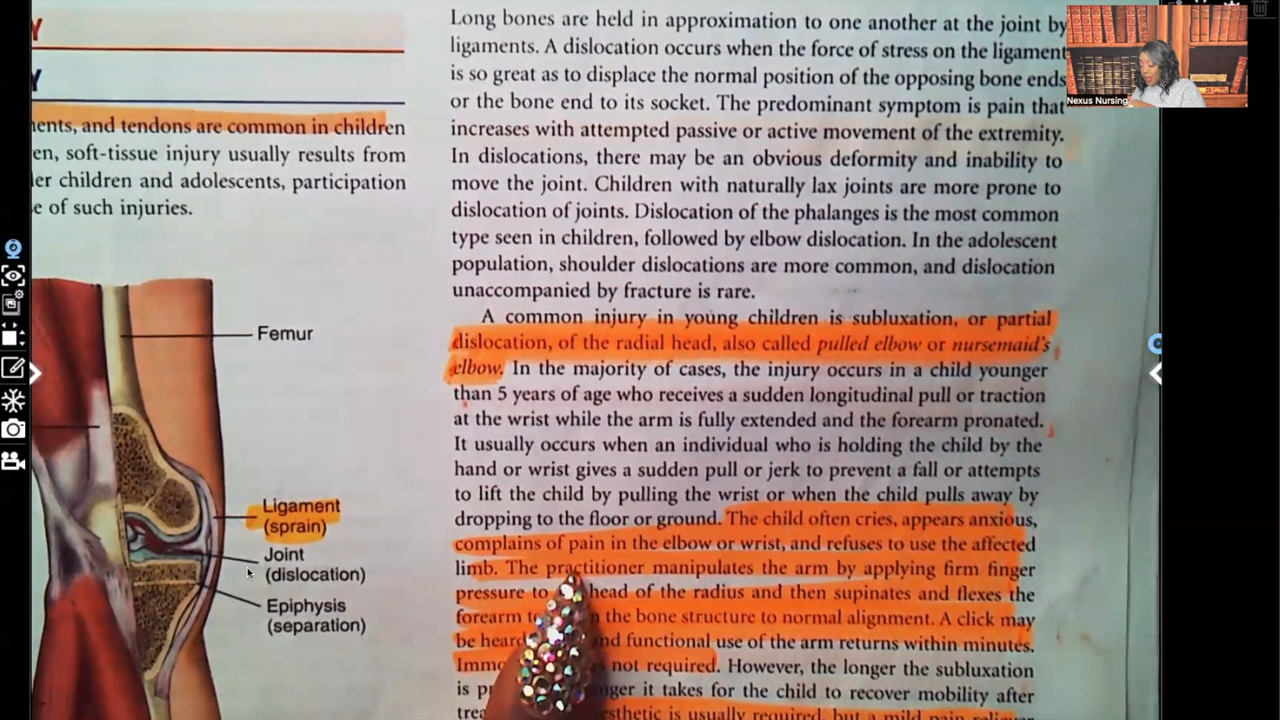 Y
Y
ents, and tendons are common in children
en, soft-tissue injury usually results from
er children and adolescents, participation
e of such injuries.
Femur
Ligament
(sprain)
Joint
(dislocation)
Epiphysis
(separation)
Long bones are held in approximation to one another at the joint by
ligaments. A dislocation occurs when the force of stress on the ligament
is so great as to displace the normal position of the opposing bone ends
or the bone end to its socket. The predominant symptom is pain that
increases with attempted passive or active movement of the extremity.
In dislocations, there may be an obvious deformity and inability to
move the joint. Children with naturally lax joints are more prone to
dislocation of joints. Dislocation of the phalanges is the most common
type seen in children, followed by elbow dislocation. In the adolescent
population, shoulder dislocations are more common, and dislocation
unaccompanied by fracture is rare.
A common injury in young children is subluxation, or partial
dislocation, of the radial head, also called pulled elbow or nursemaid's
elbow. In the majority of cases, the injury occurs in a child younger
than 5 years of age who receives a sudden longitudinal pull or traction
at the wrist while the arm is fully extended and the forearm pronated.
It usually occurs when an individual who is holding the child by the
hand or wrist gives a sudden pull or jerk to prevent a fall or attempts
to lift the child by pulling the wrist or when the child pulls away by
dropping to the floor or ground. The child often cries, appears anxious,
complains of pain in the elbow or wrist, and refuses to use the affected
limb. The practitioner manipulates the arm by applying firm finger
pressure to head of the radius and then supinates and flexes the
forearm the bone structure to normal alignment. A click may
be heard and functional use of the arm returns within minutes.
not required. However, the longer the subluxation
is it takes for the child to recover mobility after
is usually required, but a mild pain
Nexus Nursing